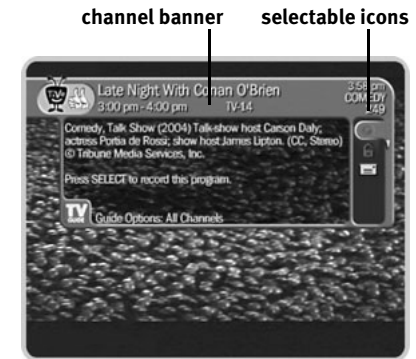 channel banner selectable icons
TiVo
Late Night With Conan O'Brien
3:00 pm - 4:00 pm TV-14
3:58 pm
COMEDY
249
Comedy, Talk Show (2004) Talk-show host Carson Daly;
actress Portia de Rossi; show host James Lipton. (CC, Stereo)
© Tribune Media Services, Inc.
Press SELECT to record this program.
TV GUIDE
Guide Options: All Channels